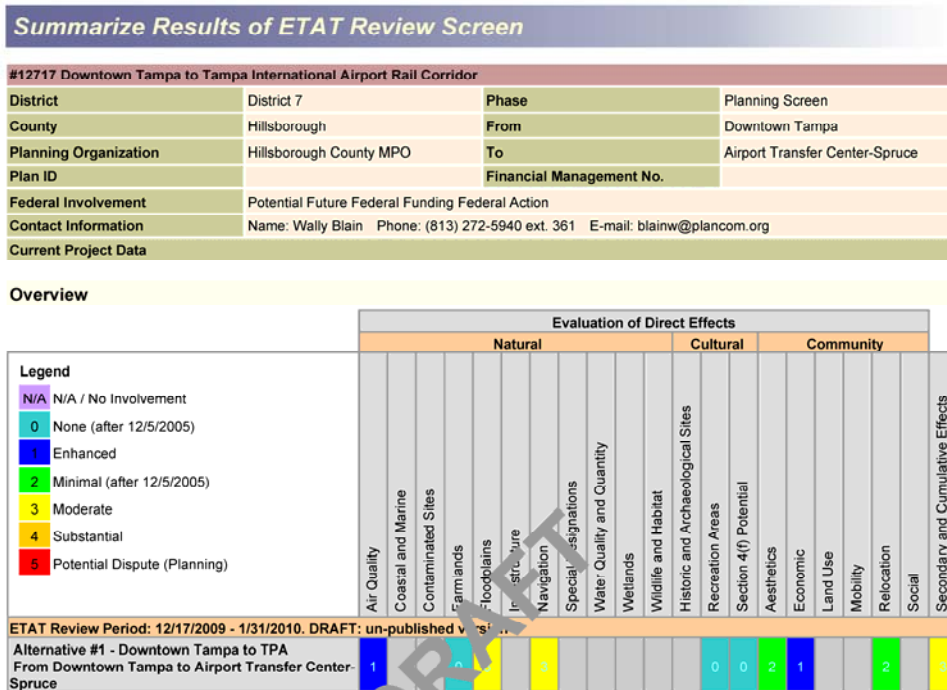 Summarize Results of ETAT Review Screen
#12717 Downtown Tampa to Tampa International Airport Rail Corridor
District District 7 Phase Planning Screen
County Hillsborough From Downtown Tampa
Planning Organization Hillsborough County MPO To Airport Transfer Center-Spruce
Plan ID Financial Management No.
Federal Involvement Potential Future Federal Funding Federal Action
Contact Information Name: Wally Blain Phone: (813) 272-5940 ext. 361 E-mail: blainw@plancom.org
Current Project Data
Overview
Evaluation of Direct Effects
Natural Cultural Community
Legend
N/A N/A / No Involvement
0 None (after 12/5/2005)
1 Enhanced
2 Minimal (after 12/5/2005)
3 Moderate
4 Substantial
5 Potential Dispute (Planning)
Air Quality
Coastal and Marine
Contaminated Sites
Farmlands
Floodplains
Infrastructure
Navigation
Special Designations
Water Quality and Quantity
Wetlands
Wildlife and Habitat
Historic and Archaeological Sites
Recreation Areas
Section 4(f) Potential
Aesthetics
Economic
Land Use
Mobility
Relocation
Social
Secondary and Cumulative Effects
ETAT Review Period: 12/17/2009 - 1/31/2010. DRAFT: un-published version
Alternative #1 - Downtown Tampa to TPA
From Downtown Tampa to Airport Transfer Center-
Spruce
1 0 3 0 0 2 1 2
DRAFT